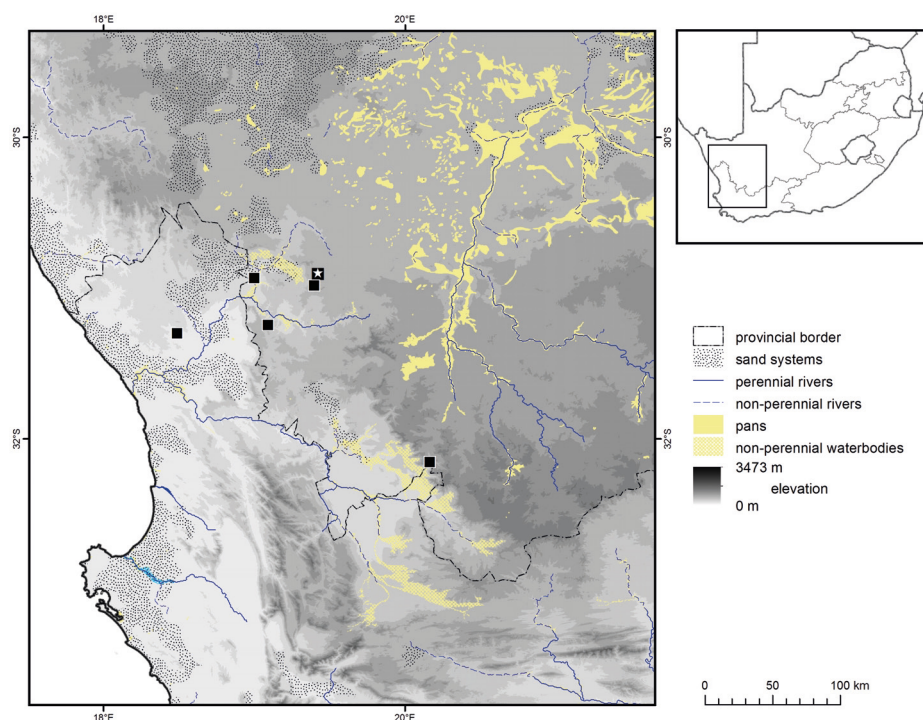 18°E
20°E
30°S
30°S
32°S
32°S
18°E
20°E
provincial border
sand systems
perennial rivers
non-perennial rivers
pans
non-perennial waterbodies
3473 m
elevation
0 m
0 50 100 km